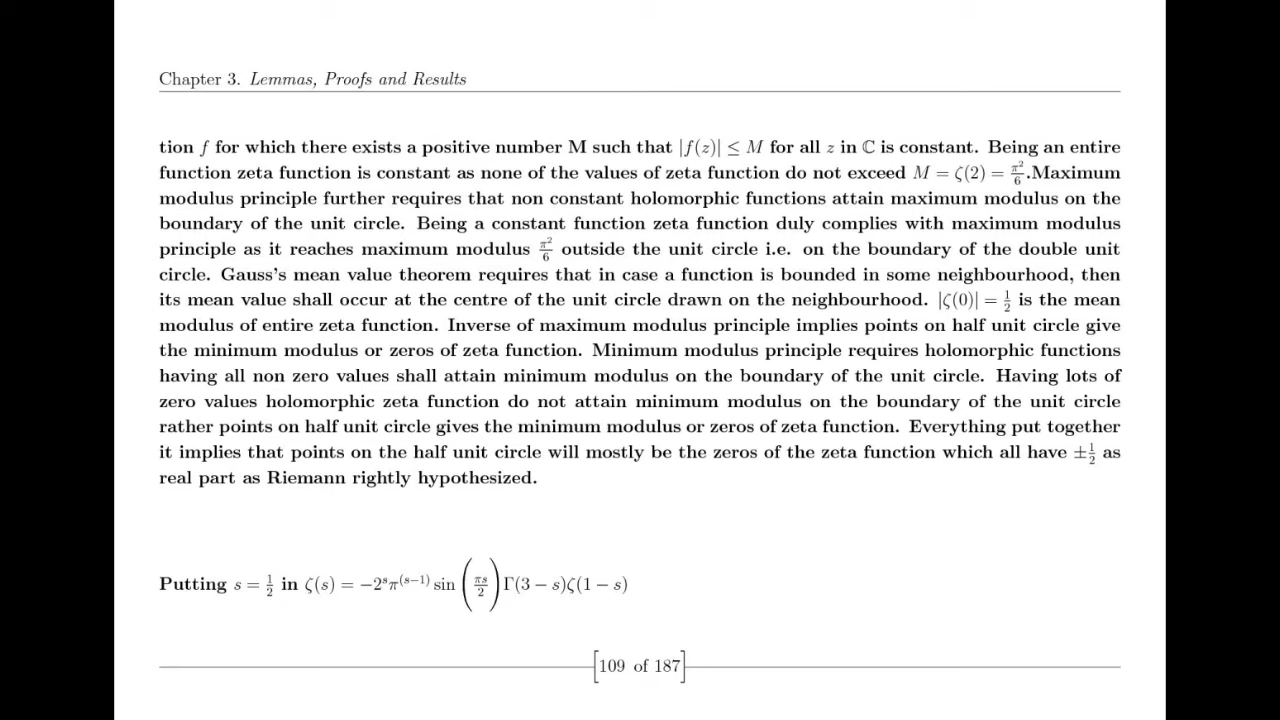 Chapter 3. Lemmas, Proofs and Results
tion f for which there exists a positive number M such that |f(z)| ≤ M for all z in ℂ is constant. Being an entire
function zeta function is constant as none of the values of zeta function do not exceed M = ζ(2) = π²/6.Maximum
modulus principle further requires that non constant holomorphic functions attain maximum modulus on the
boundary of the unit circle. Being a constant function zeta function duly complies with maximum modulus
principle as it reaches maximum modulus π²/6 outside the unit circle i.e. on the boundary of the double unit
circle. Gauss's mean value theorem requires that in case a function is bounded in some neighbourhood, then
its mean value shall occur at the centre of the unit circle drawn on the neighbourhood. |ζ(0)| = 1/2 is the mean
modulus of entire zeta function. Inverse of maximum modulus principle implies points on half unit circle give
the minimum modulus or zeros of zeta function. Minimum modulus principle requires holomorphic functions
having all non zero values shall attain minimum modulus on the boundary of the unit circle. Having lots of
zero values holomorphic zeta function do not attain minimum modulus on the boundary of the unit circle
rather points on half unit circle gives the minimum modulus or zeros of zeta function. Everything put together
it implies that points on the half unit circle will mostly be the zeros of the zeta function which all have ±1/2 as
real part as Riemann rightly hypothesized.
Putting s = 1/2 in ζ(s) = −2^s π^(s−1) sin(πs/2)Γ(3 − s)ζ(1 − s)
[109 of 187]